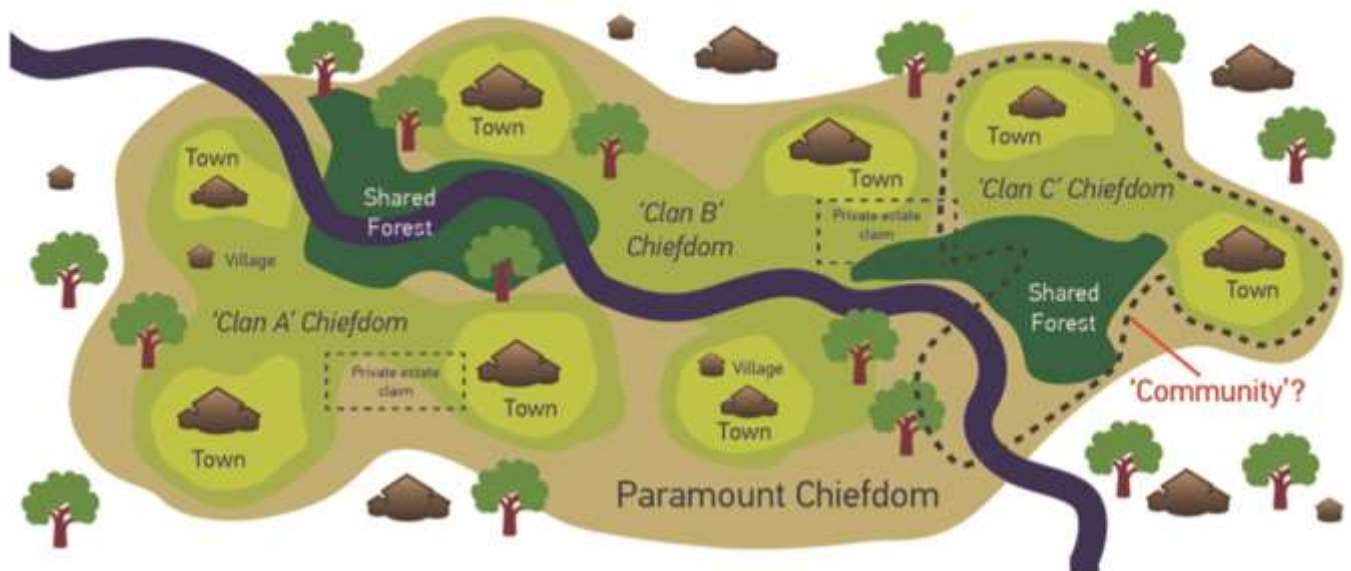 Town
Town
Town
Town
'Clan C' Chiefdom
Shared
Forest
'Clan B'
Chiefdom
Private estate
claim
Village
Town
Shared
Forest
'Clan A' Chiefdom
Private estate
claim
Village
Town
Town
Town
'Community'?
Paramount Chiefdom